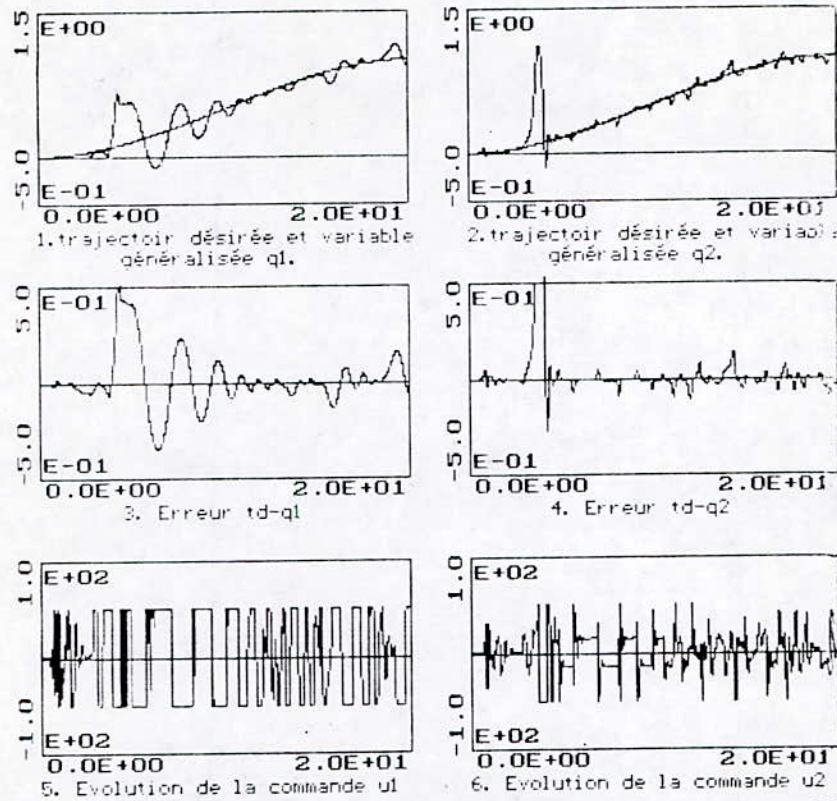 1.5
E+00
-5.0
E-01
0.0E+00 2.0E+01
1.trajectoir désirée et variable
généralisée q1.
1.5
E+00
-5.0
E-01
0.0E+00 2.0E+01
2.trajectoir désirée et variable
généralisée q2.
5.0
E-01
-5.0
E-01
0.0E+00 2.0E+01
3. Erreur td-q1
5.0
E-01
-5.0
E-01
0.0E+00 2.0E+01
4. Erreur td-q2
1.0
E+02
-1.0
E+02
0.0E+00 2.0E+01
5. Evolution de la commande u1
1.0
E+02
-1.0
E+02
0.0E+00 2.0E+01
6. Evolution de la commande u2